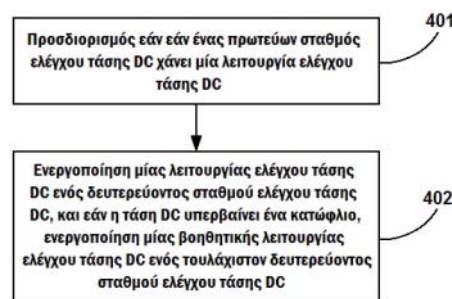 Προσδιορισμός εάν εάν ένας πρωτεύων σταθμός
ελέγχου τάσης DC χάνει μία λειτουργία ελέγχου
τάσης DC
401
Ενεργοποίηση μίας λειτουργίας ελέγχου τάσης
DC ενός δευτερεύοντος σταθμού ελέγχου τάσης
DC, και εάν η τάση DC υπερβαίνει ένα κατώφλιο,
ενεργοποίηση μίας βοηθητικής λειτουργίας
ελέγχου τάσης DC ενός τουλάχιστον δευτερεύοντος
σταθμού ελέγχου τάσης DC
402